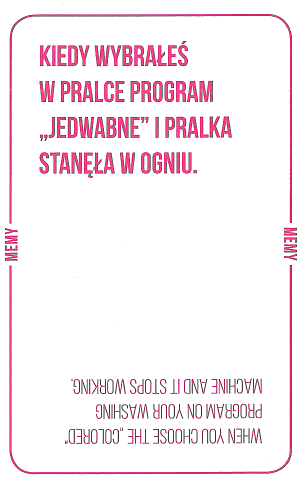 KIEDY WYBRAŁEŚ
W PRALCE PROGRAM
„JEDWABNE” I PRALKA
STANĘŁA W OGNIU.
MEMY
MEMY
WHEN YOU CHOOSE THE „COLORED”
PROGRAM ON YOUR WASHING
MACHINE AND IT STOPS WORKING.